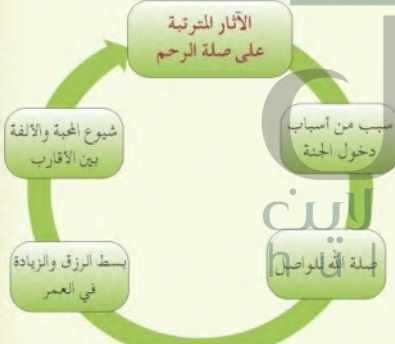 الآثار المترتبة
على صلة الرحم
سبب من أسباب
دخول الجنة
صلة الله للواصل
بسط الرزق والزيادة
في العمر
شيوع المحبة والألفة
بين الأقارب
لاين